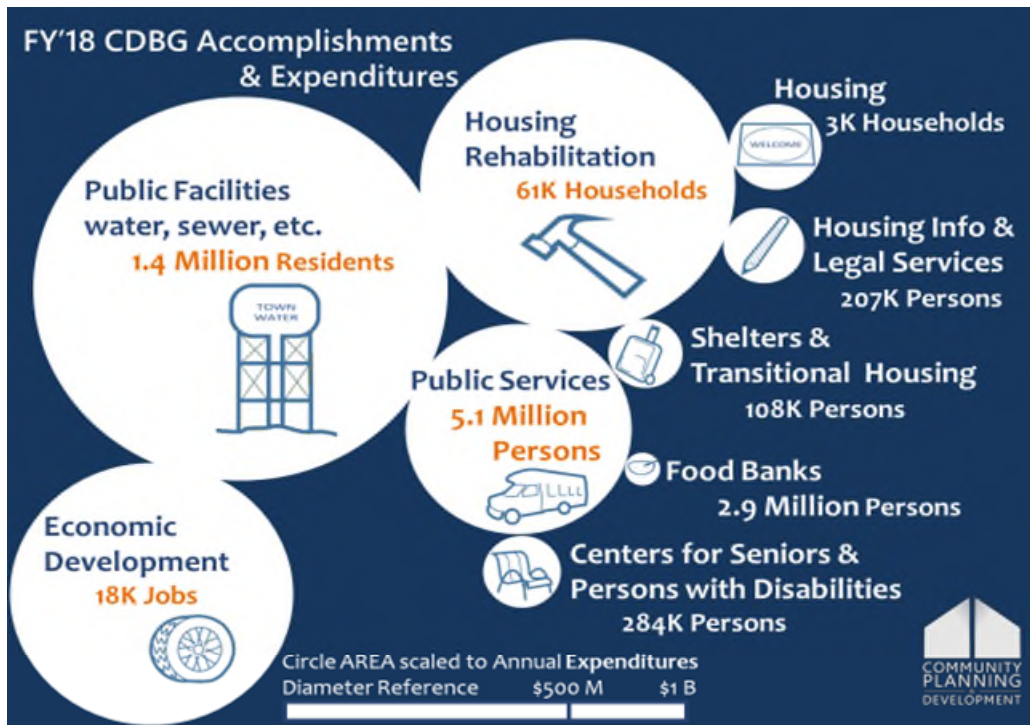 FY'18 CDBG Accomplishments
& Expenditures
Public Facilities
water, sewer, etc.
1.4 Million Residents
TOWN
WATER
Housing
Rehabilitation
61K Households
Housing
3K Households
WELCOME
Housing Info &
Legal Services
207K Persons
Shelters &
Transitional Housing
108K Persons
Public Services
5.1 Million
Persons
Food Banks
2.9 Million Persons
Centers for Seniors &
Persons with Disabilities
284K Persons
Economic
Development
18K Jobs
Circle AREA scaled to Annual Expenditures
Diameter Reference $500 M $1 B
COMMUNITY
PLANNING
DEVELOPMENT